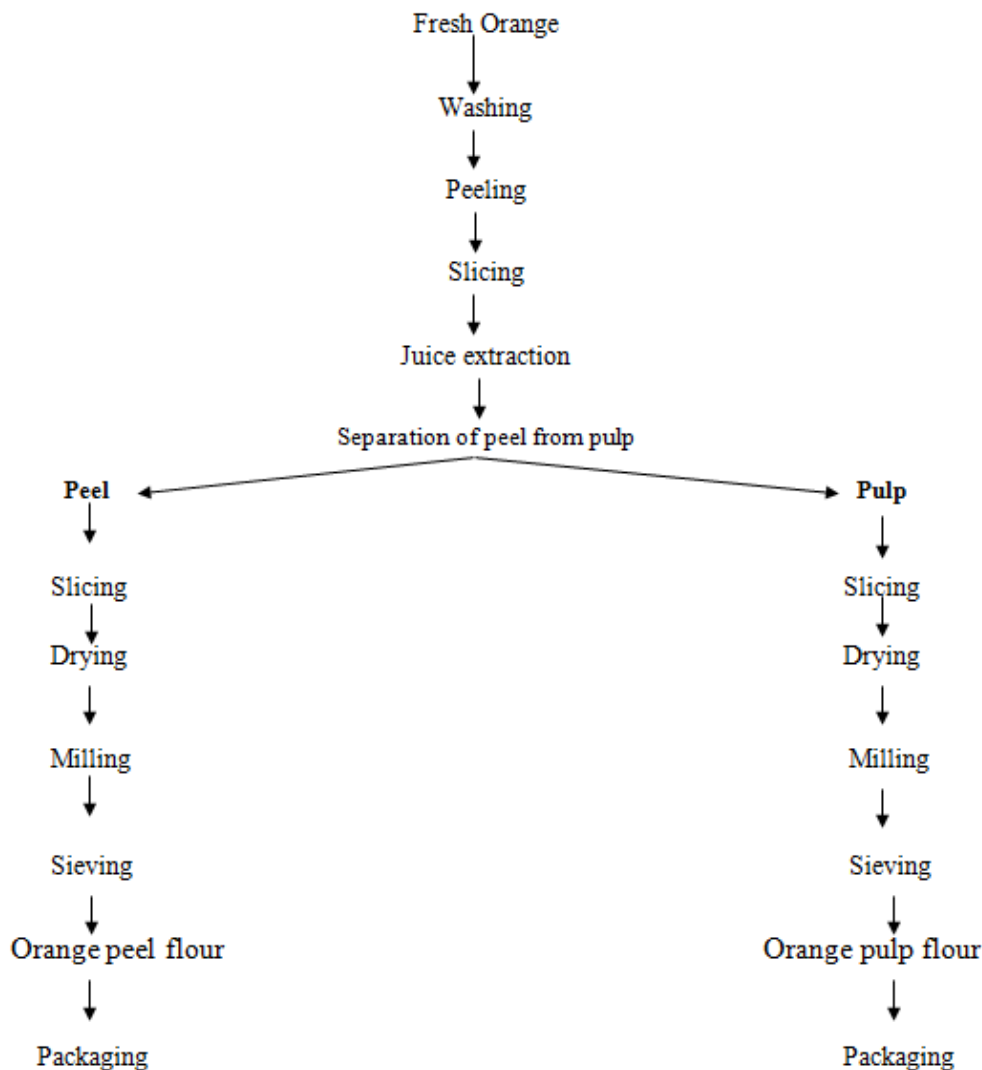 Fresh Orange
Washing
Peeling
Slicing
Juice extraction
Separation of peel from pulp
Peel
Pulp
Slicing
Slicing
Drying
Drying
Milling
Milling
Sieving
Sieving
Orange peel flour
Orange pulp flour
Packaging
Packaging